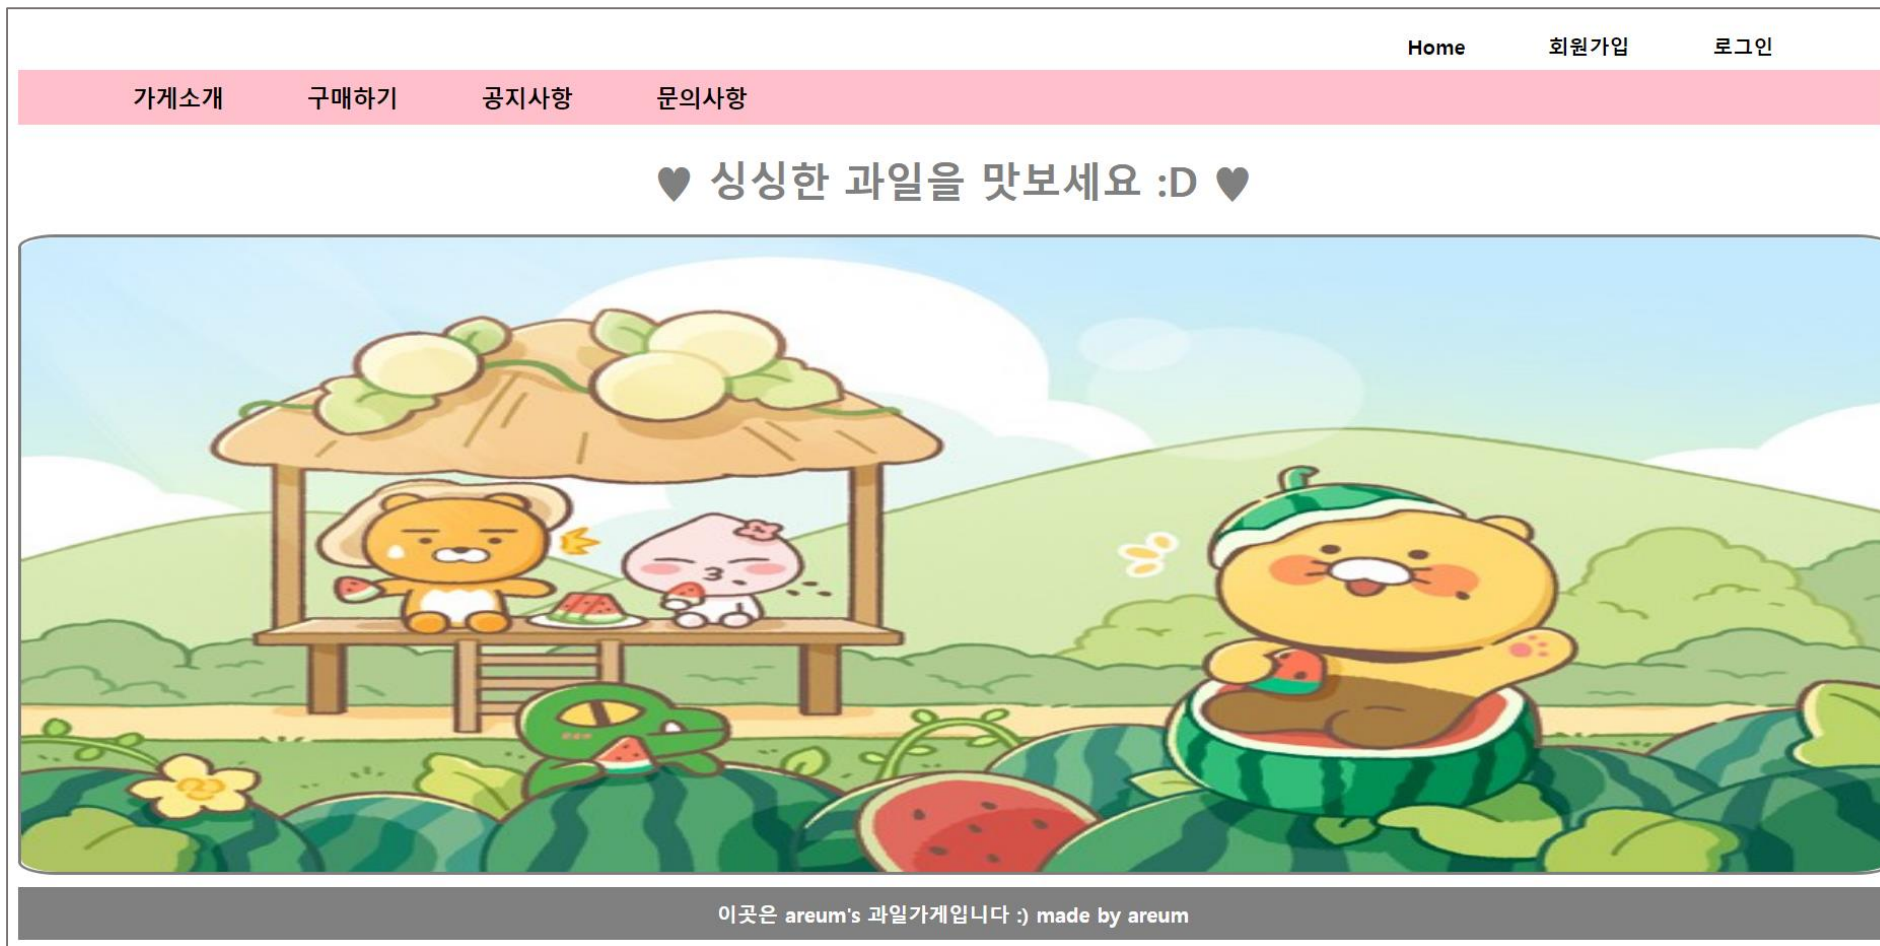 Home 회원가입 로그인
가게소개 구매하기 공지사항 문의사항
♥ 싱싱한 과일을 맛보세요 :D ♥
이곳은 areum's 과일가게입니다 :) made by areum